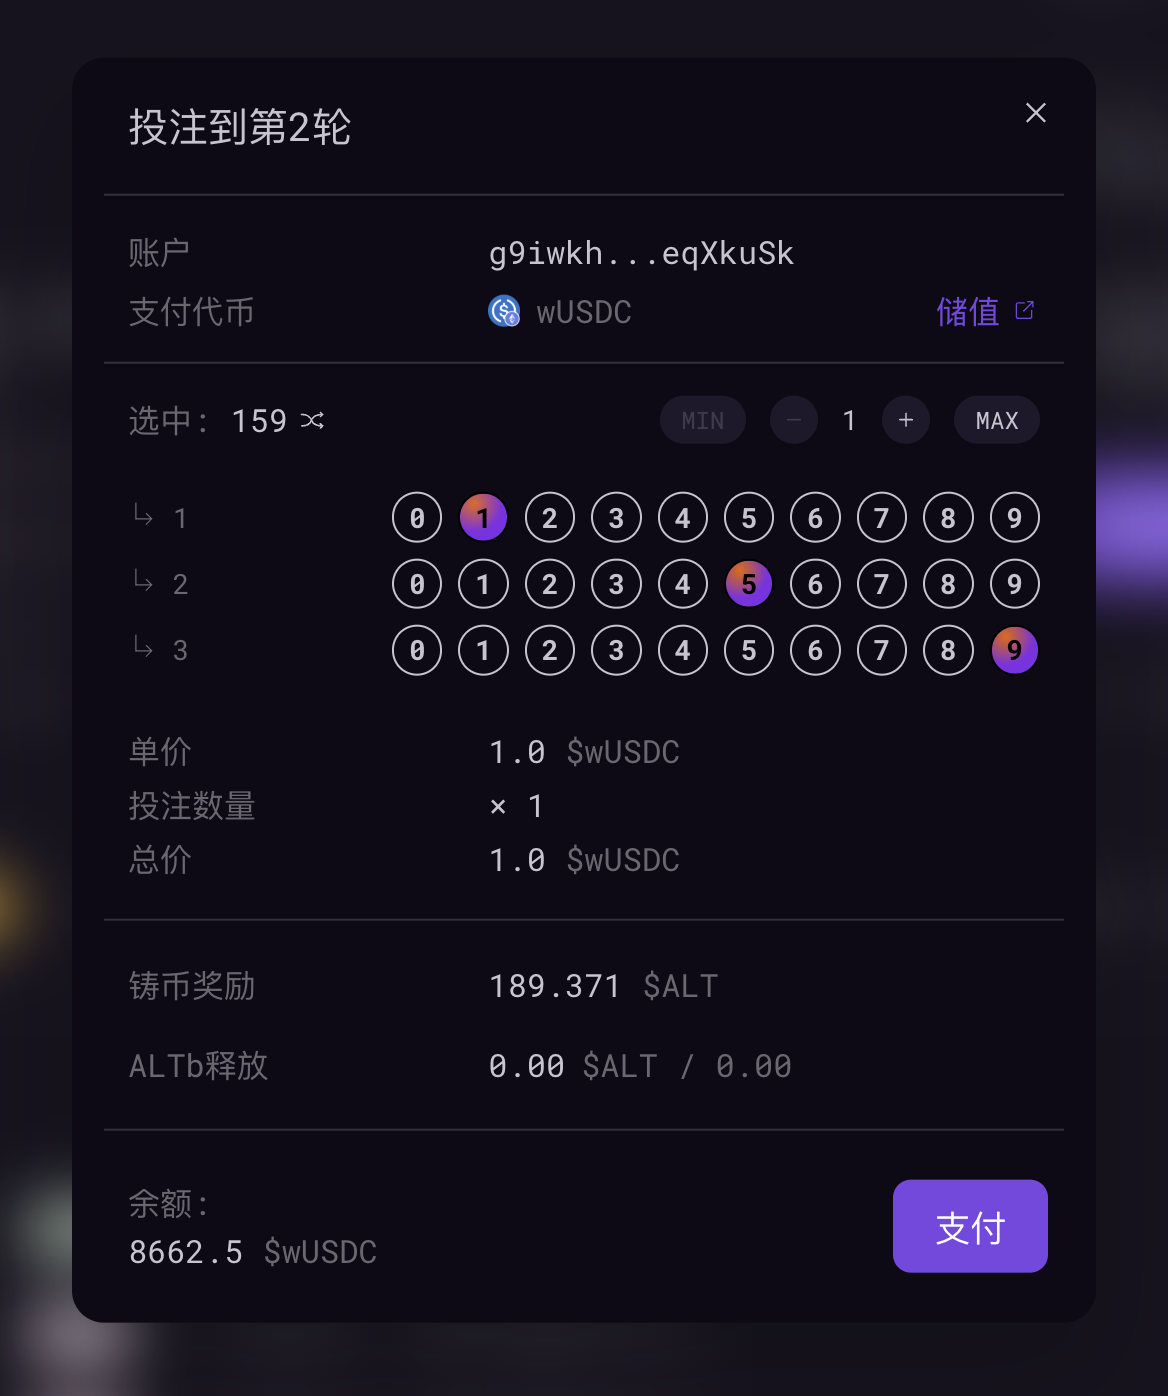 投注到第2轮
账户 g9iwkh...eqXkuSk
支付代币 wUSDC 储值
选中: 159 MIN − 1 + MAX
1 0 1 2 3 4 5 6 7 8 9
2 0 1 2 3 4 5 6 7 8 9
3 0 1 2 3 4 5 6 7 8 9
单价 1.0 $wUSDC
投注数量 × 1
总价 1.0 $wUSDC
铸币奖励 189.371 $ALT
ALTb释放 0.00 $ALT / 0.00
余额:
8662.5 $wUSDC
支付